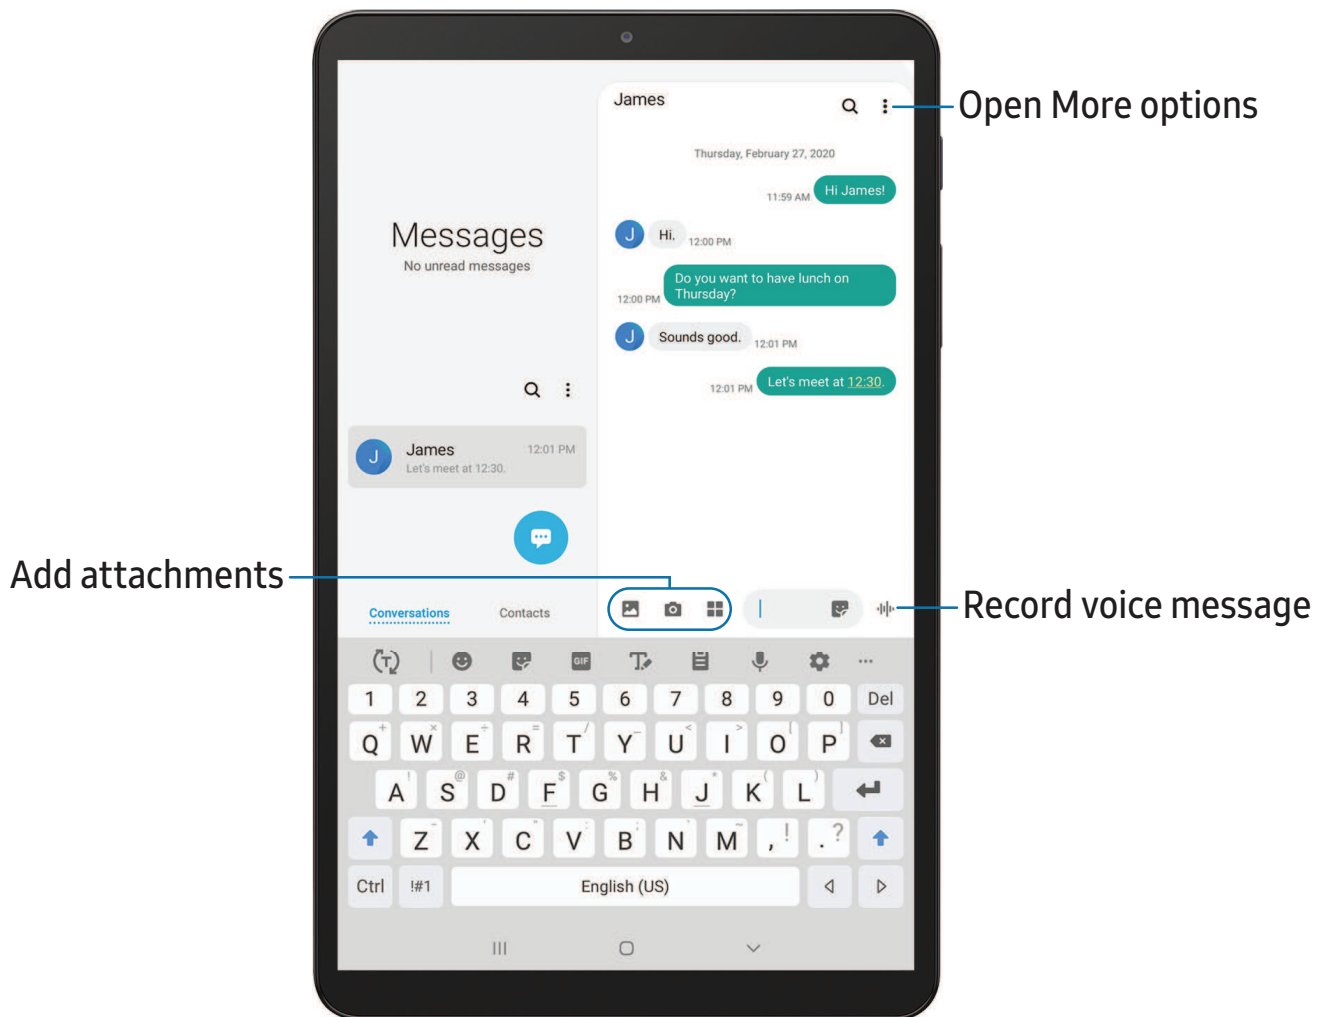 James
Open More options
Thursday, February 27, 2020
11:59 AM Hi James!
J Hi. 12:00 PM
Messages
No unread messages
Do you want to have lunch on
12:00 PM Thursday?
J Sounds good. 12:01 PM
12:01 PM Let's meet at 12:30.
J James 12:01 PM
Let's meet at 12:30.
Add attachments
Conversations Contacts
Record voice message
T GIF T
1 2 3 4 5 6 7 8 9 0 Del
Q+ W× E÷ R= T/ Y_ U< I> O[ P]
A! S@ D# F$ G% H& J* K( L)
Z- X' C" V: B; N` M~ ,! .?
Ctrl !#1 English (US)